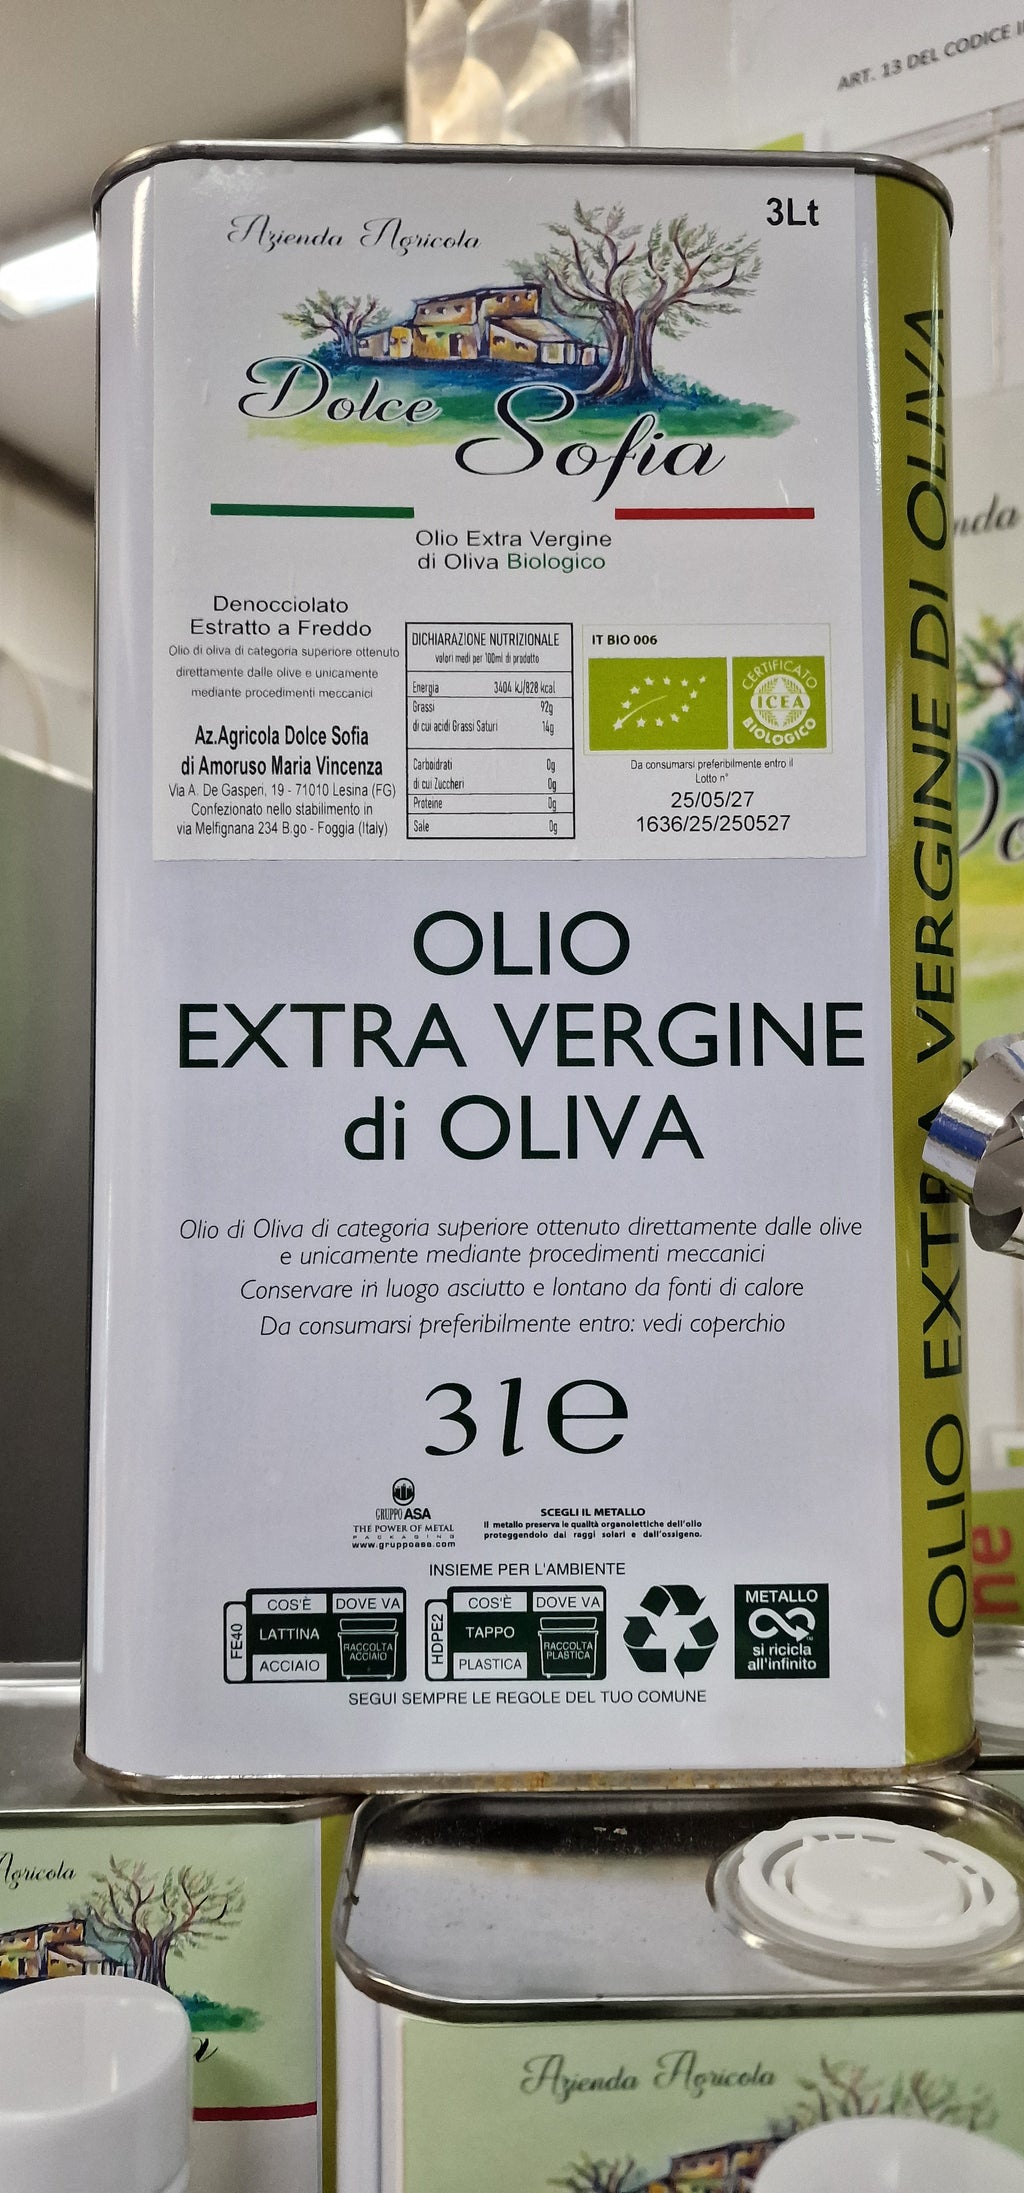 ART. 13 DEL CODICE
3Lt
Azienda Agricola
Dolce
Sofia
Olio Extra Vergine
di Oliva Biologico
Denocciolato
Estratto a Freddo
Olio di oliva di categoria superiore ottenuto
direttamente dalle olive e unicamente
mediante procedimenti meccanici
Az.Agricola Dolce Sofia
di Amoruso Maria Vincenza
Via A. De Gasperi, 19 - 71010 Lesina (FG)
Confezionato nello stabilimento in
via Melfignana 234 B.go - Foggia (Italy)
DICHIARAZIONE NUTRIZIONALE
valori medi per 100ml di prodotto
Energia 3404 kJ/828 kcal
Grassi 92g
di cui acidi Grassi Saturi 14g
Carboidrati 0g
di cui Zuccheri 0g
Proteine 0g
Sale 0g
IT BIO 006
CERTIFICATO
ICEA
BIOLOGICO
Da consumarsi preferibilmente entro il
Lotto n°
25/05/27
1636/25/250527
OLIO
EXTRA VERGINE
di OLIVA
Olio di Oliva di categoria superiore ottenuto direttamente dalle olive
e unicamente mediante procedimenti meccanici
Conservare in luogo asciutto e lontano da fonti di calore
Da consumarsi preferibilmente entro: vedi coperchio
3 l e
GRUPPO ASA
THE POWER OF METAL
PACKAGING
www.gruppoasa.com
SCEGLI IL METALLO
Il metallo preserva le qualità organolettiche dell'olio
proteggendolo dai raggi solari e dall'ossigeno.
INSIEME PER L'AMBIENTE
FE40
COS'È DOVE VA
LATTINA
ACCIAIO
RACCOLTA
ACCIAIO
HDPE2
COS'È DOVE VA
TAPPO
PLASTICA
RACCOLTA
PLASTICA
METALLO
si ricicla
all'infinito
SEGUI SEMPRE LE REGOLE DEL TUO COMUNE
OLIO EXTRA VERGINE DI OLIVA
Agricola
Azienda Agricola